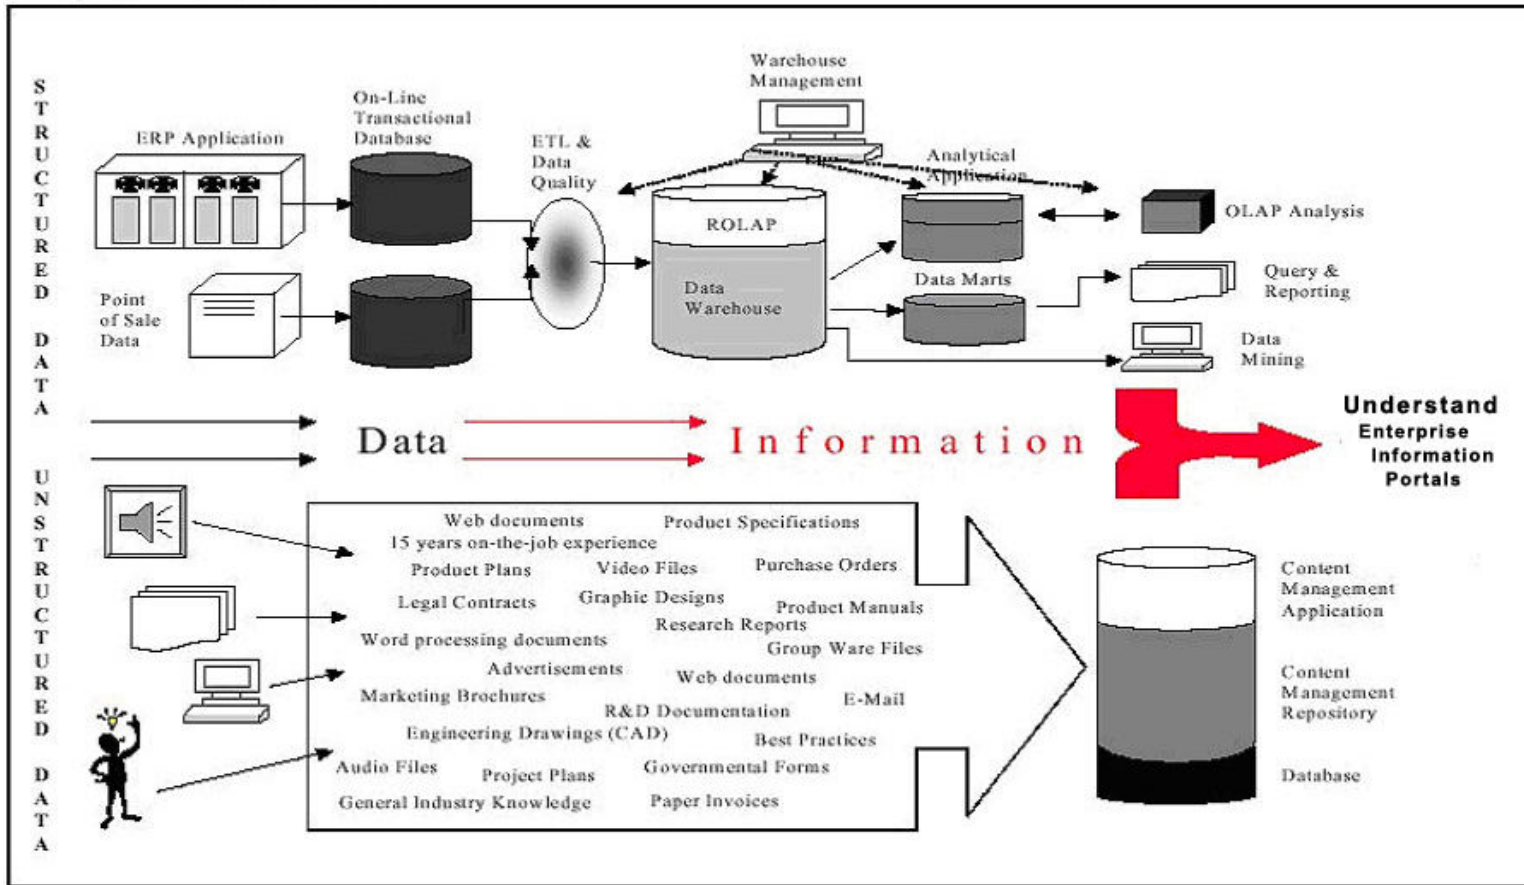 STRUCTURED DATA
UNSTRUCTURED DATA
ERP Application
On-Line
Transactional
Database
ETL &
Data
Quality
Warehouse
Management
Analytical
Application
ROLAP
Data
Warehouse
Data Marts
OLAP Analysis
Query &
Reporting
Data
Mining
Point
of Sale
Data
Data
Information
Understand
Enterprise
Information
Portals
Web documents
Product Specifications
15 years on-the-job experience
Product Plans
Video Files
Purchase Orders
Legal Contracts
Graphic Designs
Product Manuals
Research Reports
Word processing documents
Group Ware Files
Advertisements
Web documents
Marketing Brochures
E-Mail
R&D Documentation
Engineering Drawings (CAD)
Best Practices
Audio Files
Project Plans
Governmental Forms
General Industry Knowledge
Paper Invoices
Content
Management
Application
Content
Management
Repository
Database